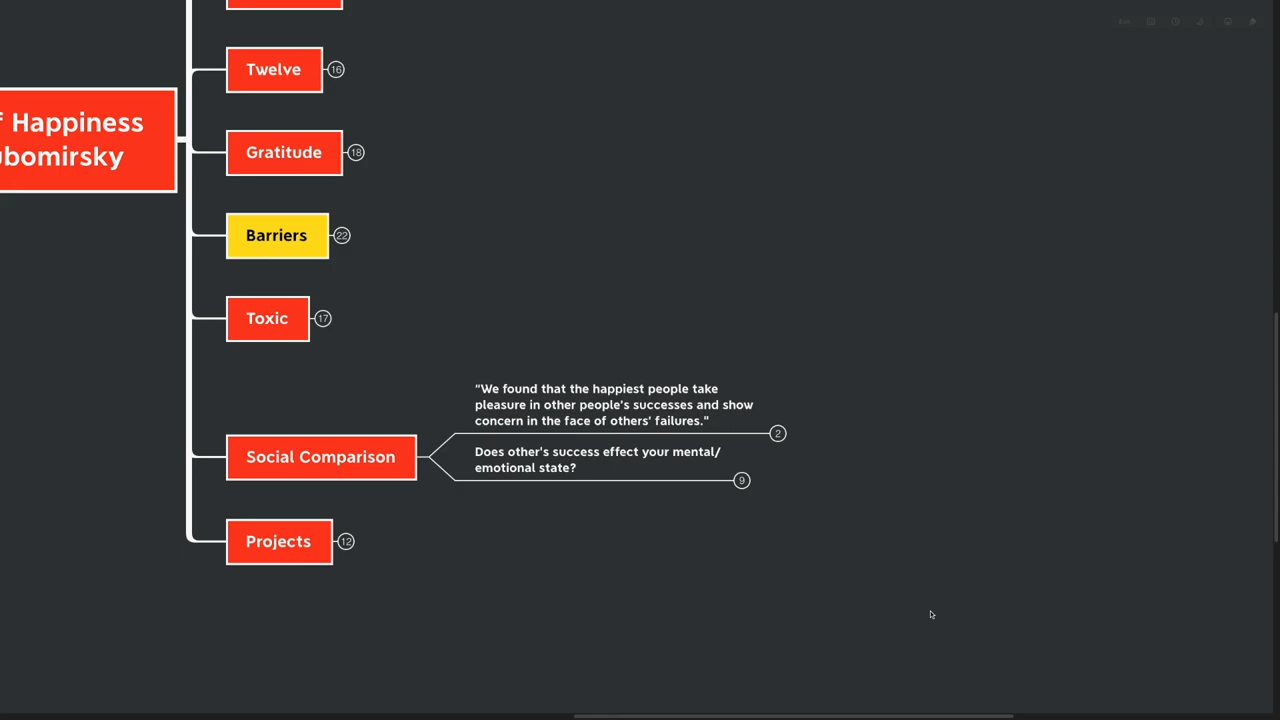 Twelve
16
f Happiness
ubomirsky
Gratitude
18
Barriers
22
Toxic
17
"We found that the happiest people take
pleasure in other people's successes and show
concern in the face of others' failures."
2
Social Comparison
Does other's success effect your mental/
emotional state?
9
Projects
12